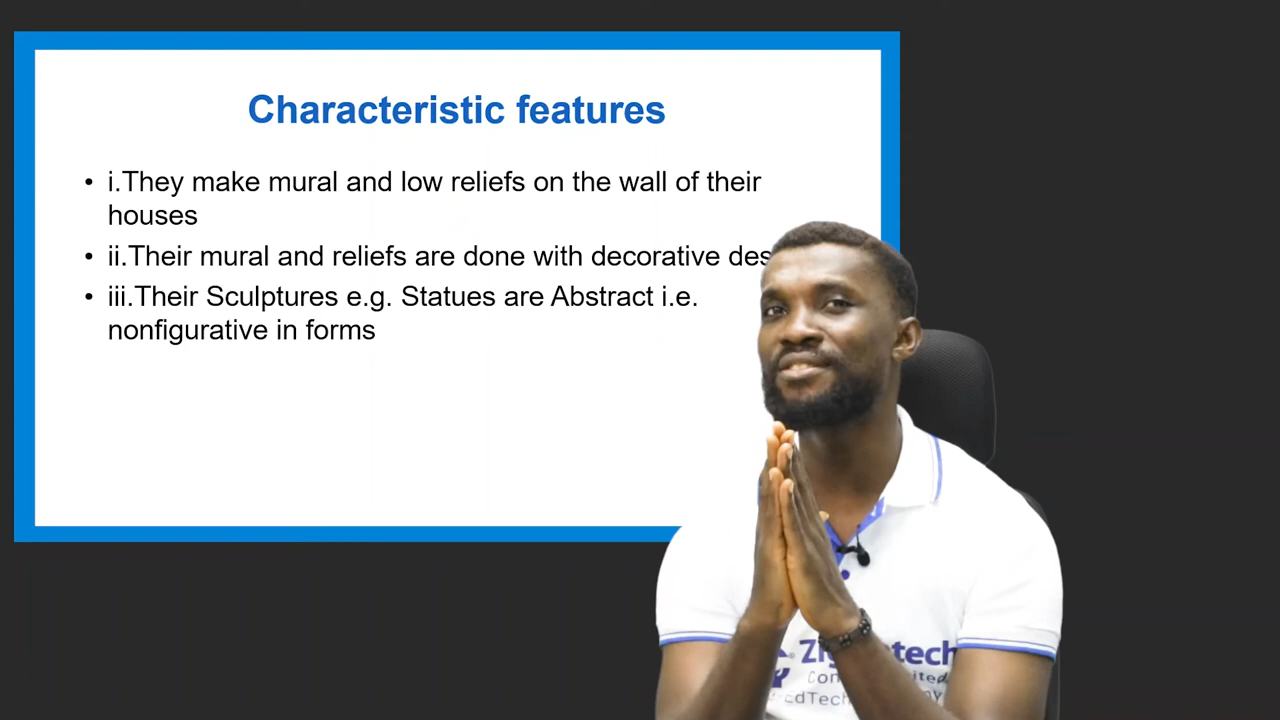 Characteristic features
• i.They make mural and low reliefs on the wall of their
houses
• ii.Their mural and reliefs are done with decorative des
• iii.Their Sculptures e.g. Statues are Abstract i.e.
nonfigurative in forms